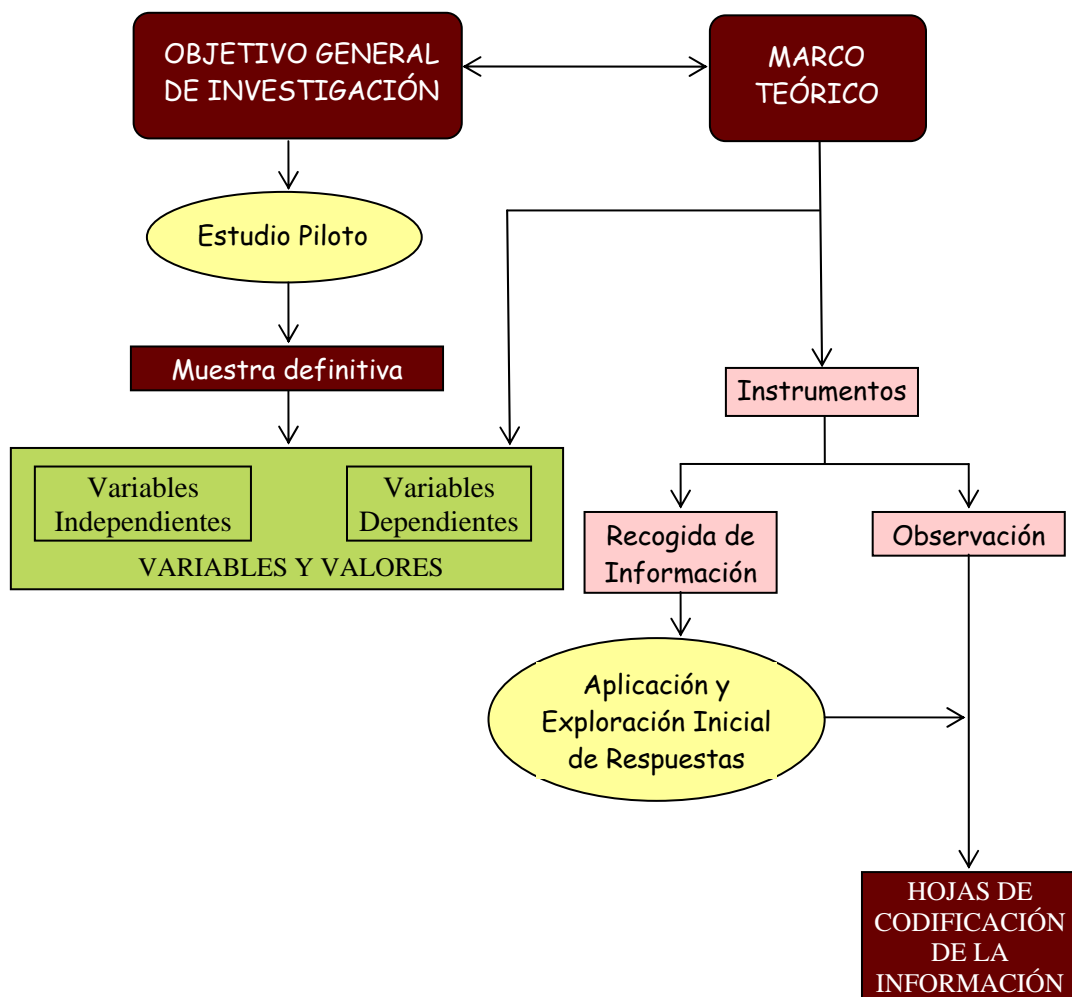 OBJETIVO GENERAL
DE INVESTIGACIÓN
MARCO
TEÓRICO
Estudio Piloto
Muestra definitiva
Instrumentos
Variables
Independientes
Variables
Dependientes
VARIABLES Y VALORES
Recogida de
Información
Observación
Aplicación y
Exploración Inicial
de Respuestas
HOJAS DE
CODIFICACIÓN
DE LA
INFORMACIÓN